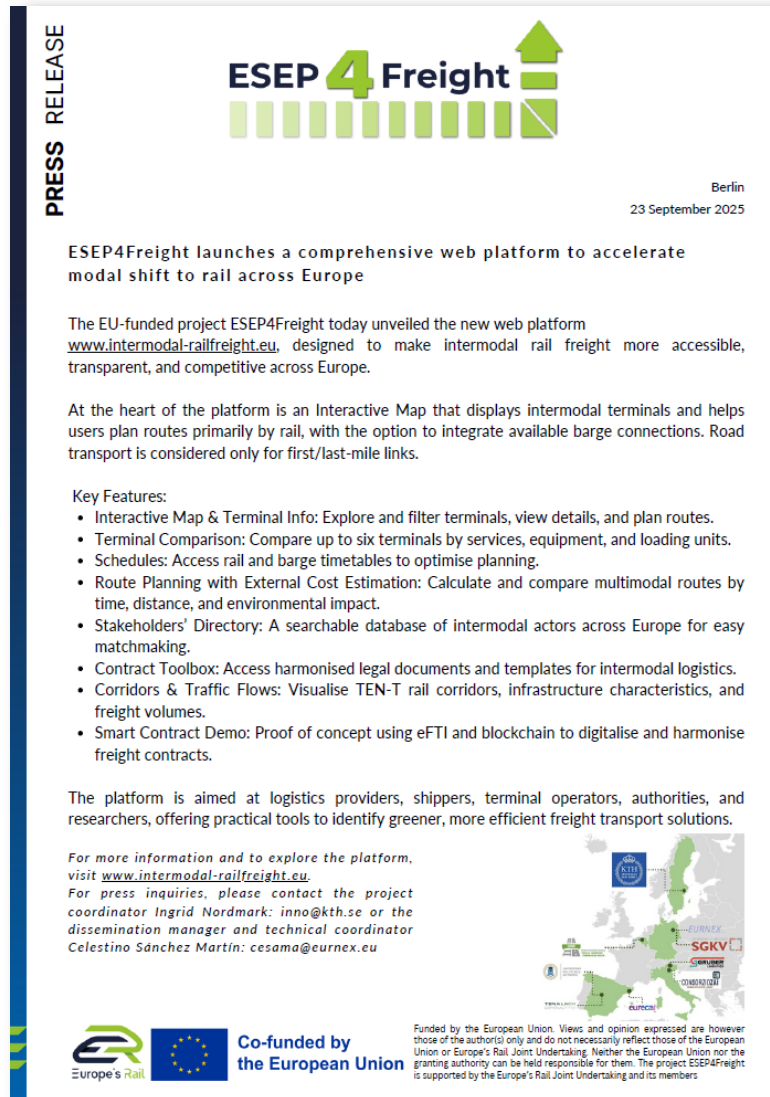 PRESS RELEASE
ESEP 4 Freight
Berlin
23 September 2025
ESEP4Freight launches a comprehensive web platform to accelerate
modal shift to rail across Europe
The EU-funded project ESEP4Freight today unveiled the new web platform
www.intermodal-railfreight.eu, designed to make intermodal rail freight more accessible,
transparent, and competitive across Europe.
At the heart of the platform is an Interactive Map that displays intermodal terminals and helps
users plan routes primarily by rail, with the option to integrate available barge connections. Road
transport is considered only for first/last-mile links.
Key Features:
• Interactive Map & Terminal Info: Explore and filter terminals, view details, and plan routes.
• Terminal Comparison: Compare up to six terminals by services, equipment, and loading units.
• Schedules: Access rail and barge timetables to optimise planning.
• Route Planning with External Cost Estimation: Calculate and compare multimodal routes by
time, distance, and environmental impact.
• Stakeholders' Directory: A searchable database of intermodal actors across Europe for easy
matchmaking.
• Contract Toolbox: Access harmonised legal documents and templates for intermodal logistics.
• Corridors & Traffic Flows: Visualise TEN-T rail corridors, infrastructure characteristics, and
freight volumes.
• Smart Contract Demo: Proof of concept using eFTI and blockchain to digitalise and harmonise
freight contracts.
The platform is aimed at logistics providers, shippers, terminal operators, authorities, and
researchers, offering practical tools to identify greener, more efficient freight transport solutions.
For more information and to explore the platform,
visit www.intermodal-railfreight.eu.
For press inquiries, please contact the project
coordinator Ingrid Nordmark: inno@kth.se or the
dissemination manager and technical coordinator
Celestino Sánchez Martín: cesama@eurnex.eu
KTH
EURNEX
SGKV
GRUBER
eureca
Europe's Rail
Co-funded by
the European Union
Funded by the European Union. Views and opinion expressed are however
those of the author(s) only and do not necessarily reflect those of the European
Union or Europe's Rail Joint Undertaking. Neither the European Union nor the
granting authority can be held responsible for them. The project ESEP4Freight
is supported by the Europe's Rail Joint Undertaking and its members